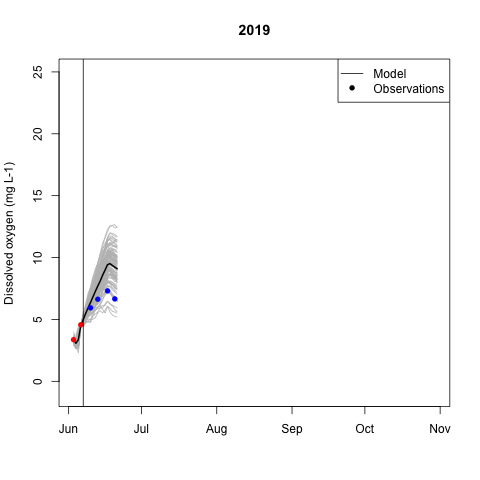 2019
Model
Observations
Dissolved oxygen (mg L-1)
25
20
15
10
5
0
Jun Jul Aug Sep Oct Nov